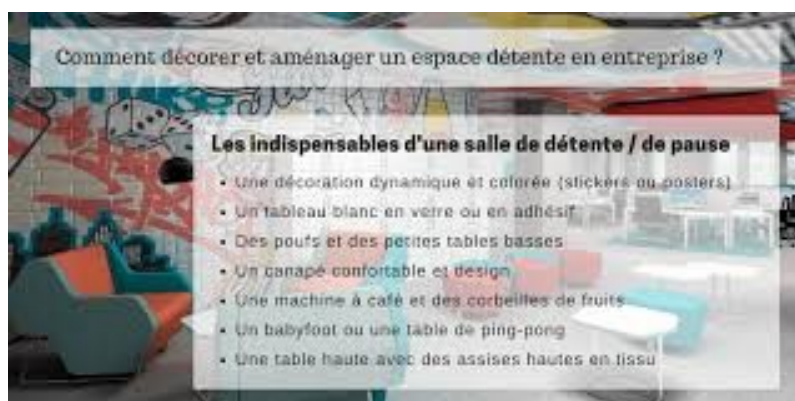 Comment décorer et aménager un espace détente en entreprise ?
Les indispensables d'une salle de détente / de pause
• Une décoration dynamique et colorée (stickers ou posters)
• Un tableau blanc en verre ou en adhésif
• Des poufs et des petites tables basses
• Un canapé confortable et design
• Une machine à café et des corbeilles de fruits
• Un babyfoot ou une table de ping-pong
• Une table haute avec des assises hautes en tissu